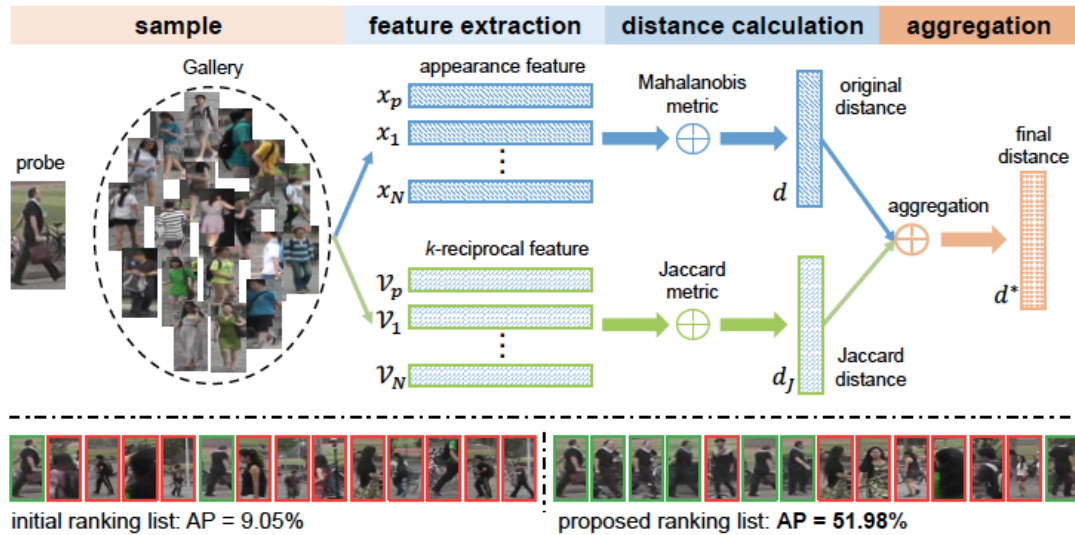 sample
feature extraction
distance calculation
aggregation
Gallery
probe
appearance feature
x_p
x_1
⋮
x_N
Mahalanobis
metric
d
original
distance
k-reciprocal feature
𝒱_p
𝒱_1
⋮
𝒱_N
Jaccard
metric
d_J
Jaccard
distance
aggregation
final
distance
d*
initial ranking list: AP = 9.05%
proposed ranking list: AP = 51.98%